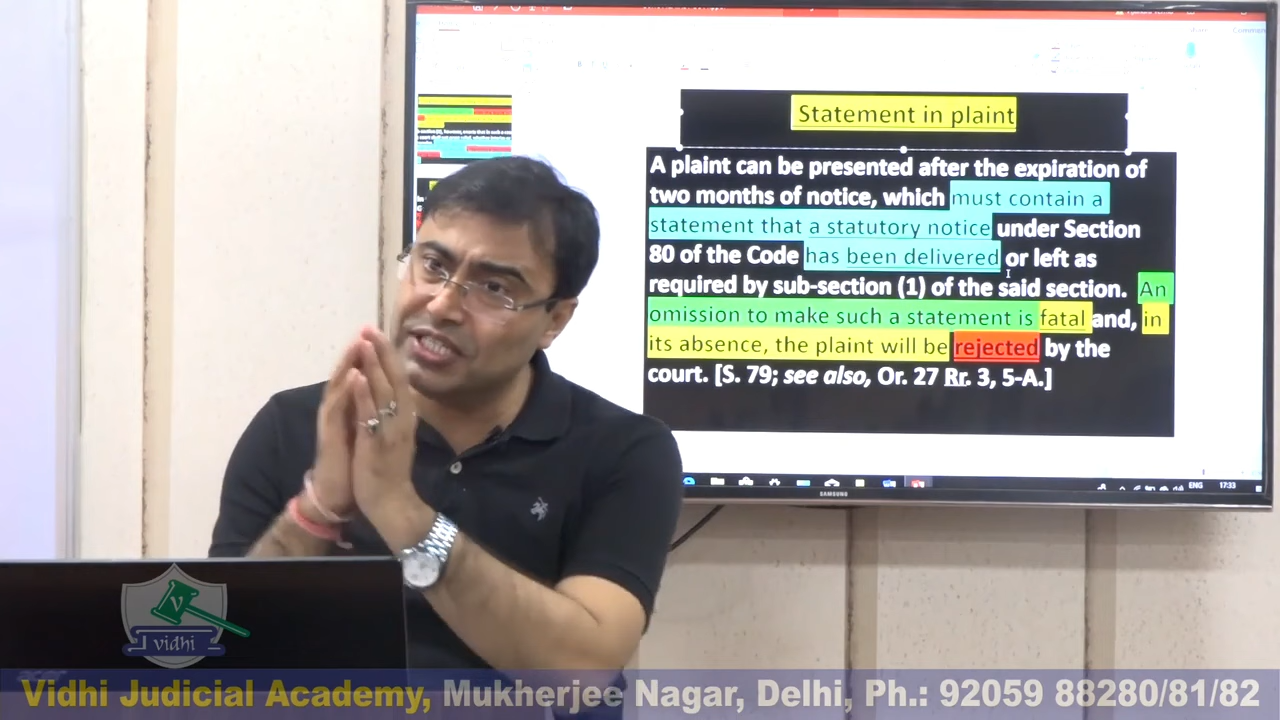 Statement in plaint
A plaint can be presented after the expiration of
two months of notice, which must contain a
statement that a statutory notice under Section
80 of the Code has been delivered or left as
required by sub-section (1) of the said section. An
omission to make such a statement is fatal and, in
its absence, the plaint will be rejected by the
court. [S. 79; see also, Or. 27 Rr. 3, 5-A.]
ENG 17:33
SAMSUNG
V
vidhi
Vidhi Judicial Academy, Mukherjee Nagar, Delhi, Ph.: 92059 88280/81/82